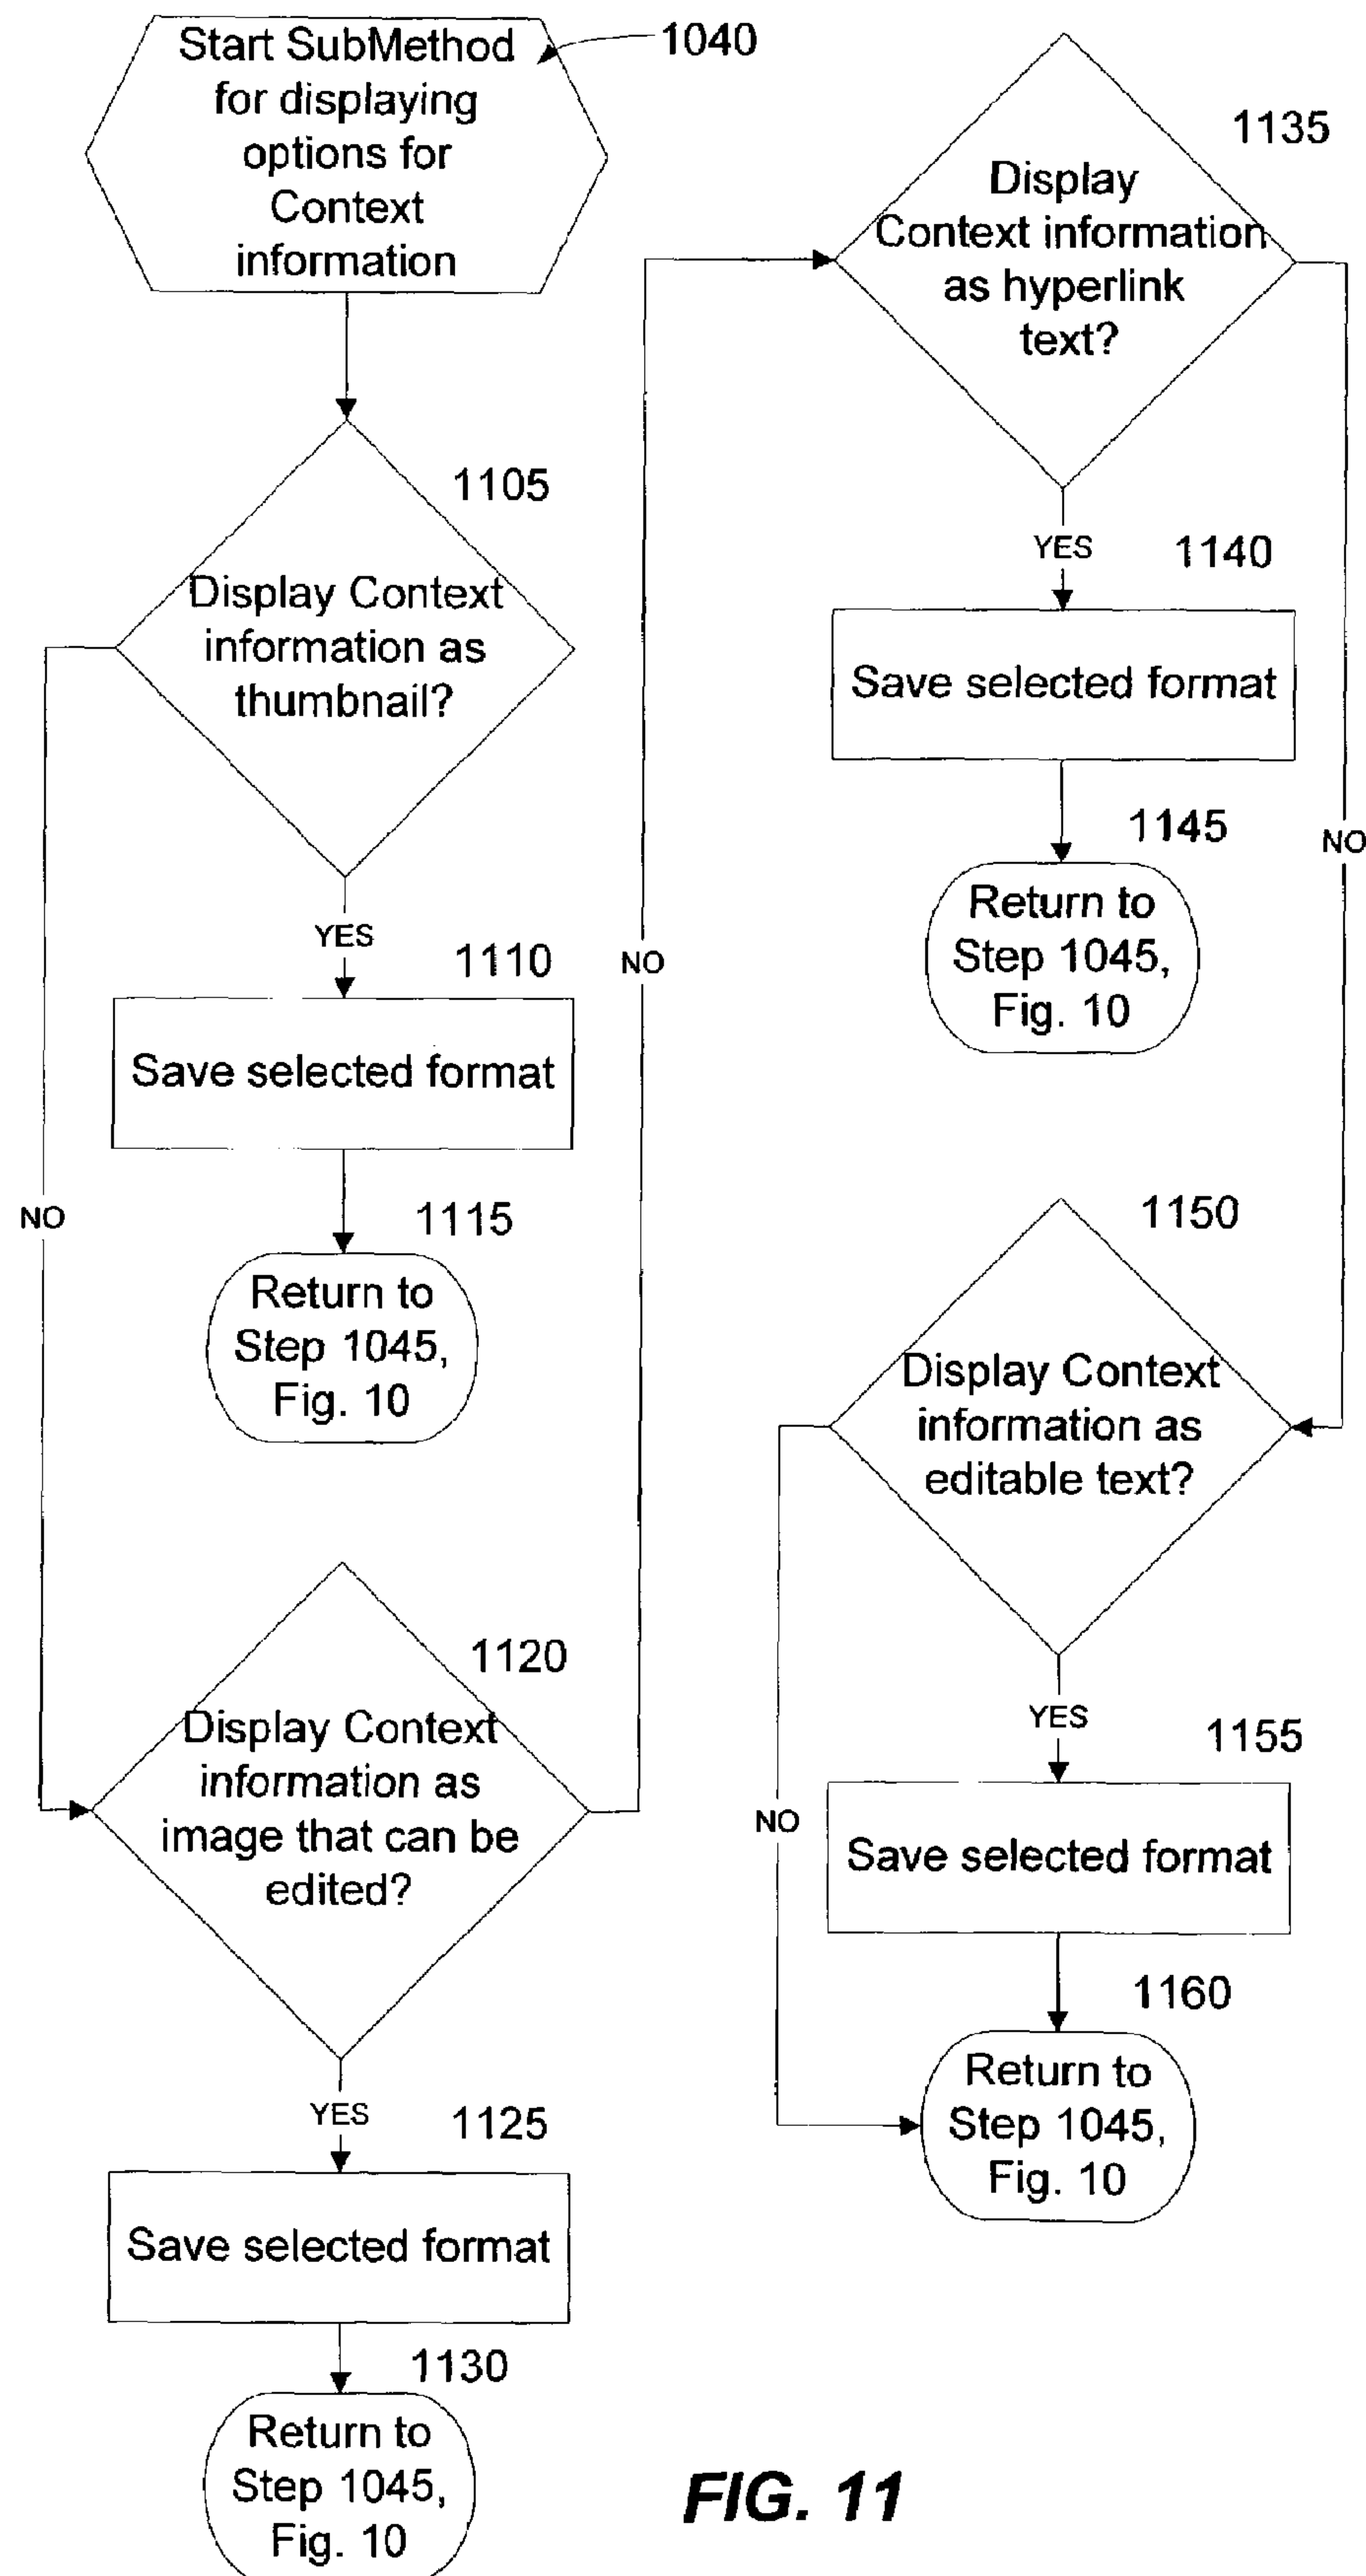 Start SubMethod
for displaying
options for
Context
information
1040
1105
Display Context
information as
thumbnail?
YES
1110
Save selected format
NO
1115
Return to
Step 1045,
Fig. 10
1120
Display Context
information as
image that can be
edited?
YES
1125
Save selected format
1130
Return to
Step 1045,
Fig. 10
NO
1135
Display
Context information
as hyperlink
text?
YES
1140
Save selected format
1145
Return to
Step 1045,
Fig. 10
NO
1150
Display Context
information as
editable text?
YES
1155
NO
Save selected format
1160
Return to
Step 1045,
Fig. 10
FIG. 11